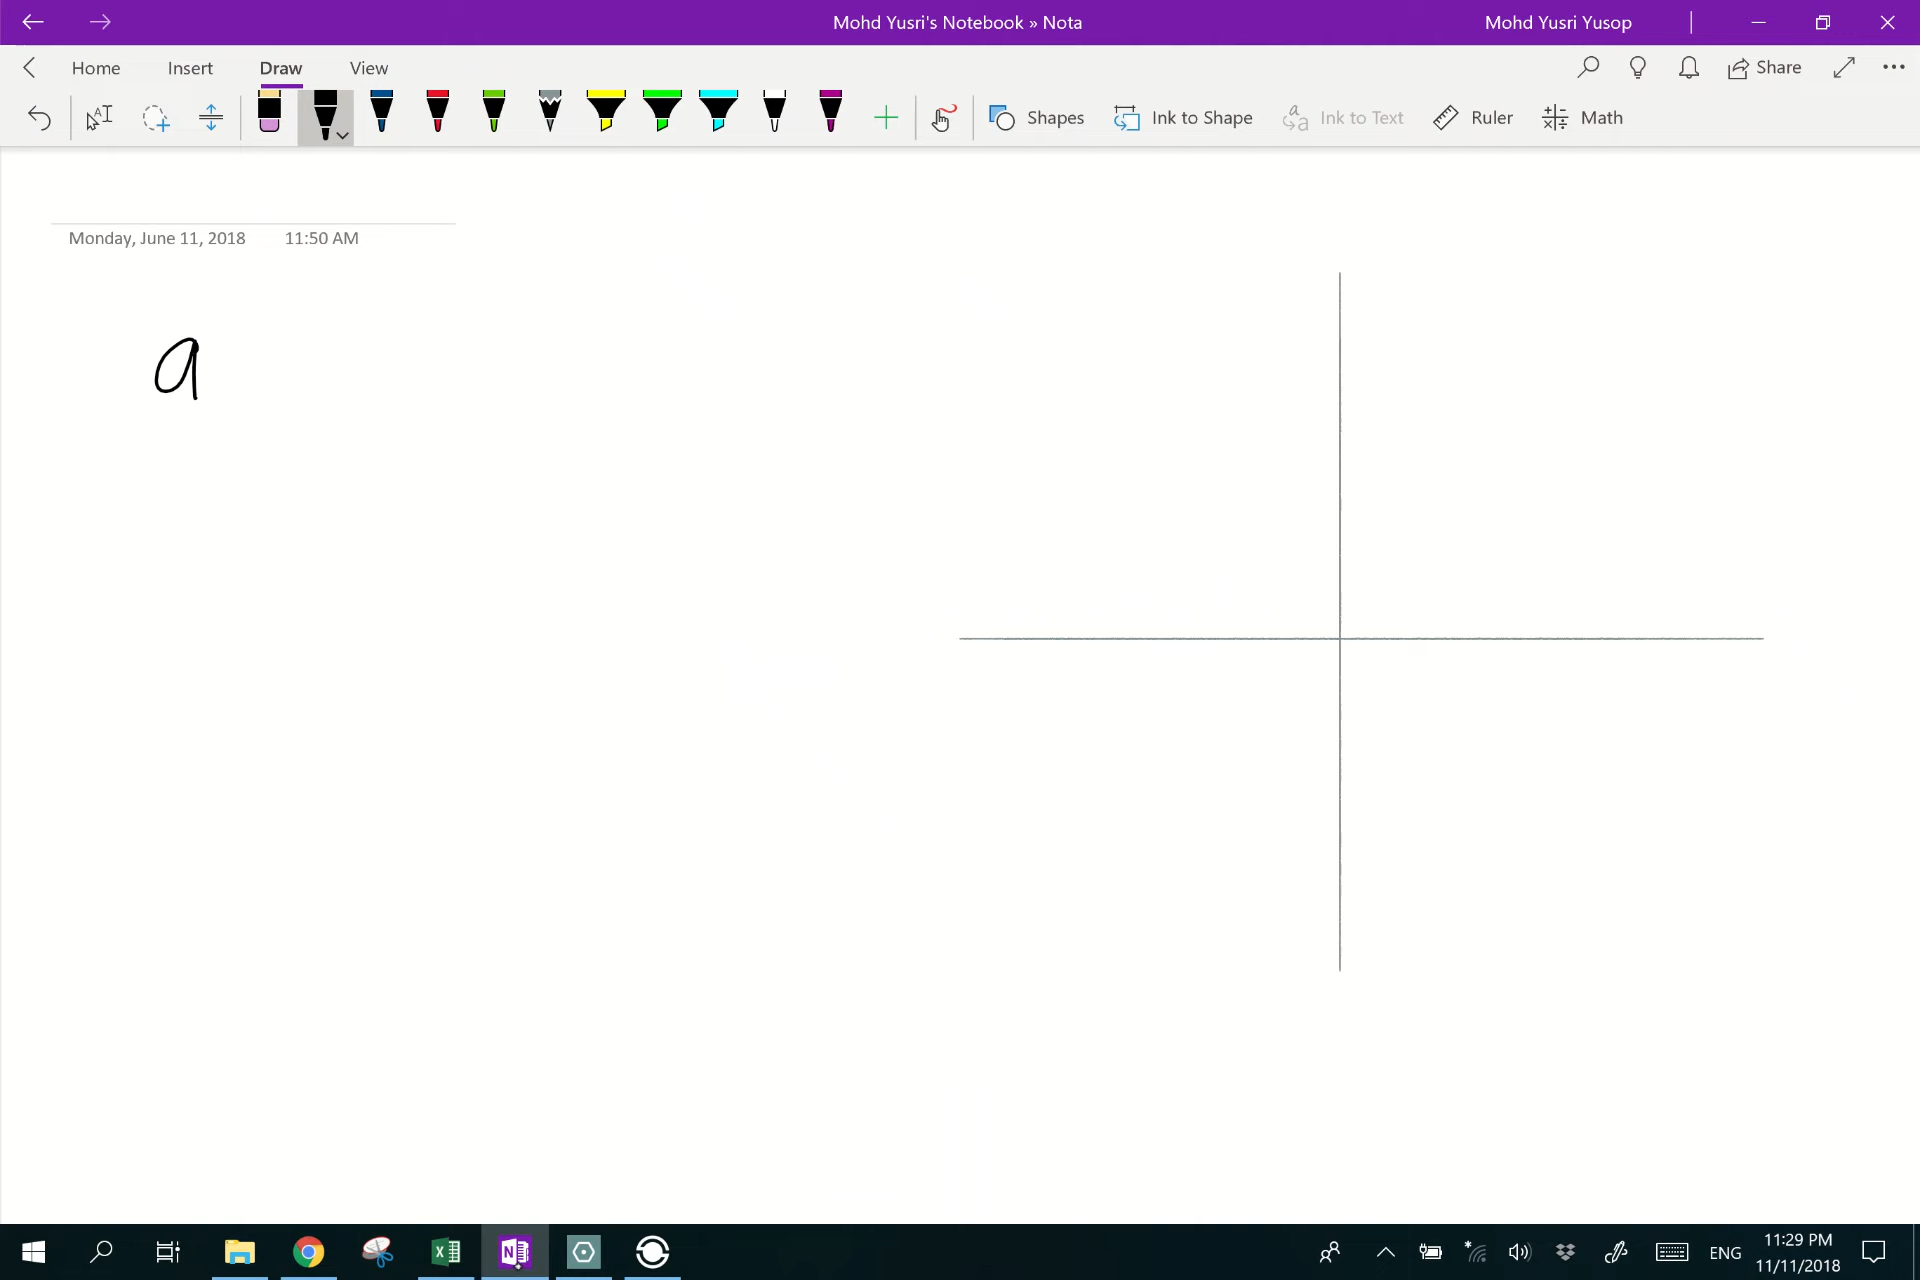 Mohd Yusri's Notebook » Nota
Mohd Yusri Yusop
Home Insert Draw View
Share
Shapes Ink to Shape Ink to Text Ruler Math
Monday, June 11, 2018 11:50 AM
a
ENG
11:29 PM
11/11/2018